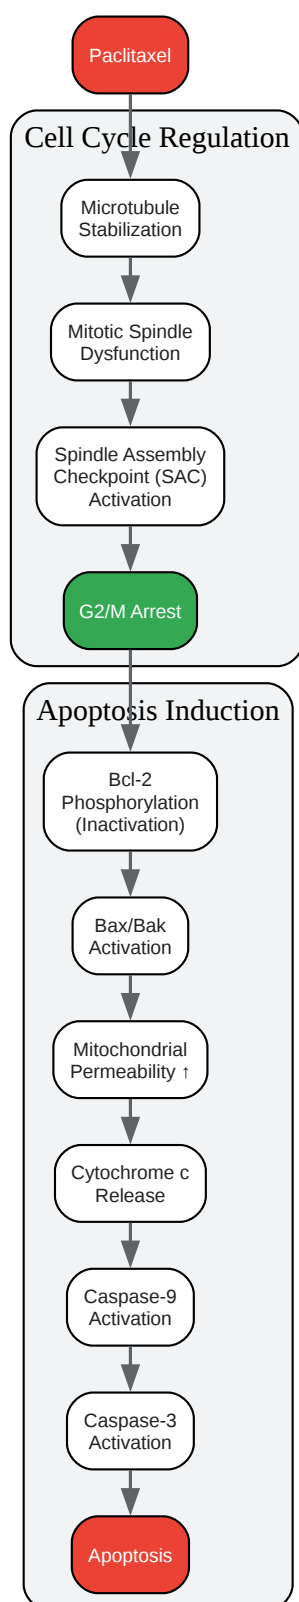 Paclitaxel
Cell Cycle Regulation
Microtubule
Stabilization
Mitotic Spindle
Dysfunction
Spindle Assembly
Checkpoint (SAC)
Activation
G2/M Arrest
Apoptosis Induction
Bcl-2
Phosphorylation
(Inactivation)
Bax/Bak
Activation
Mitochondrial
Permeability ↑
Cytochrome c
Release
Caspase-9
Activation
Caspase-3
Activation
Apoptosis